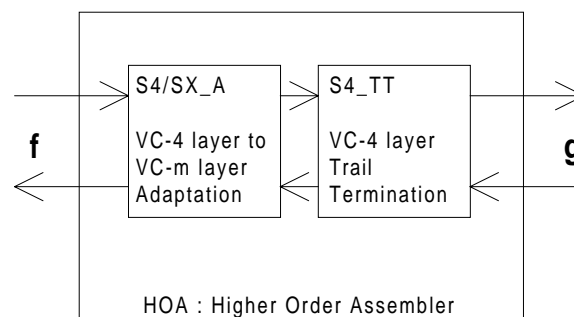 S4/SX_A
VC-4 layer to
VC-m layer
Adaptation
S4_TT
VC-4 layer
Trail
Termination
f
g
HOA : Higher Order Assembler